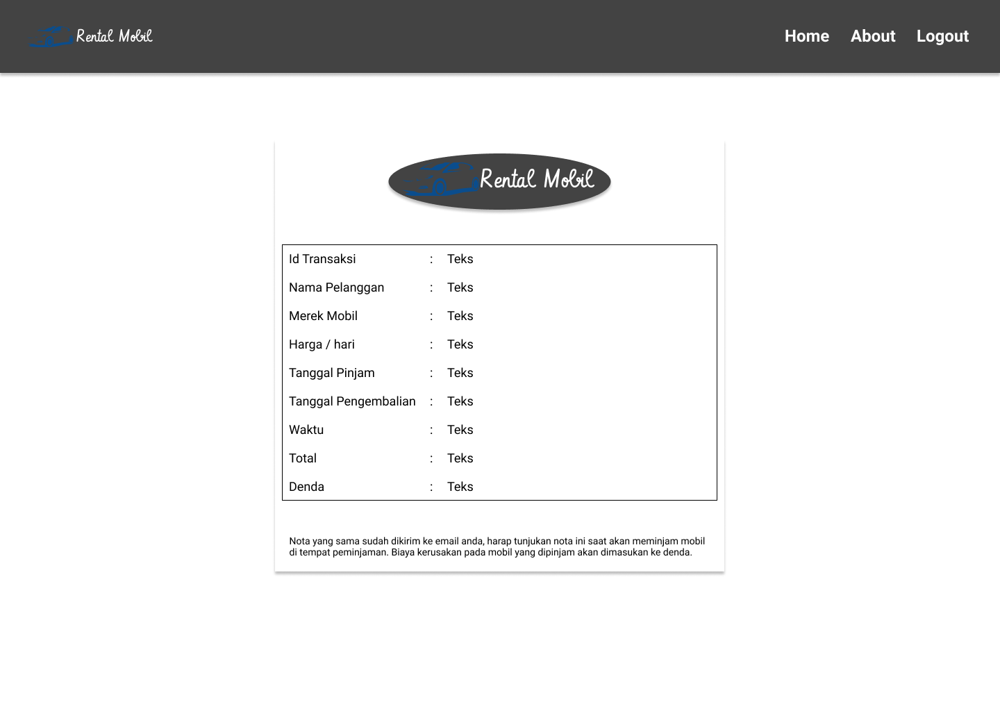 Rental Mobil
Home About Logout
Rental Mobil
Id Transaksi : Teks
Nama Pelanggan : Teks
Merek Mobil : Teks
Harga / hari : Teks
Tanggal Pinjam : Teks
Tanggal Pengembalian : Teks
Waktu : Teks
Total : Teks
Denda : Teks
Nota yang sama sudah dikirim ke email anda, harap tunjukan nota ini saat akan meminjam mobil
di tempat peminjaman. Biaya kerusakan pada mobil yang dipinjam akan dimasukan ke denda.